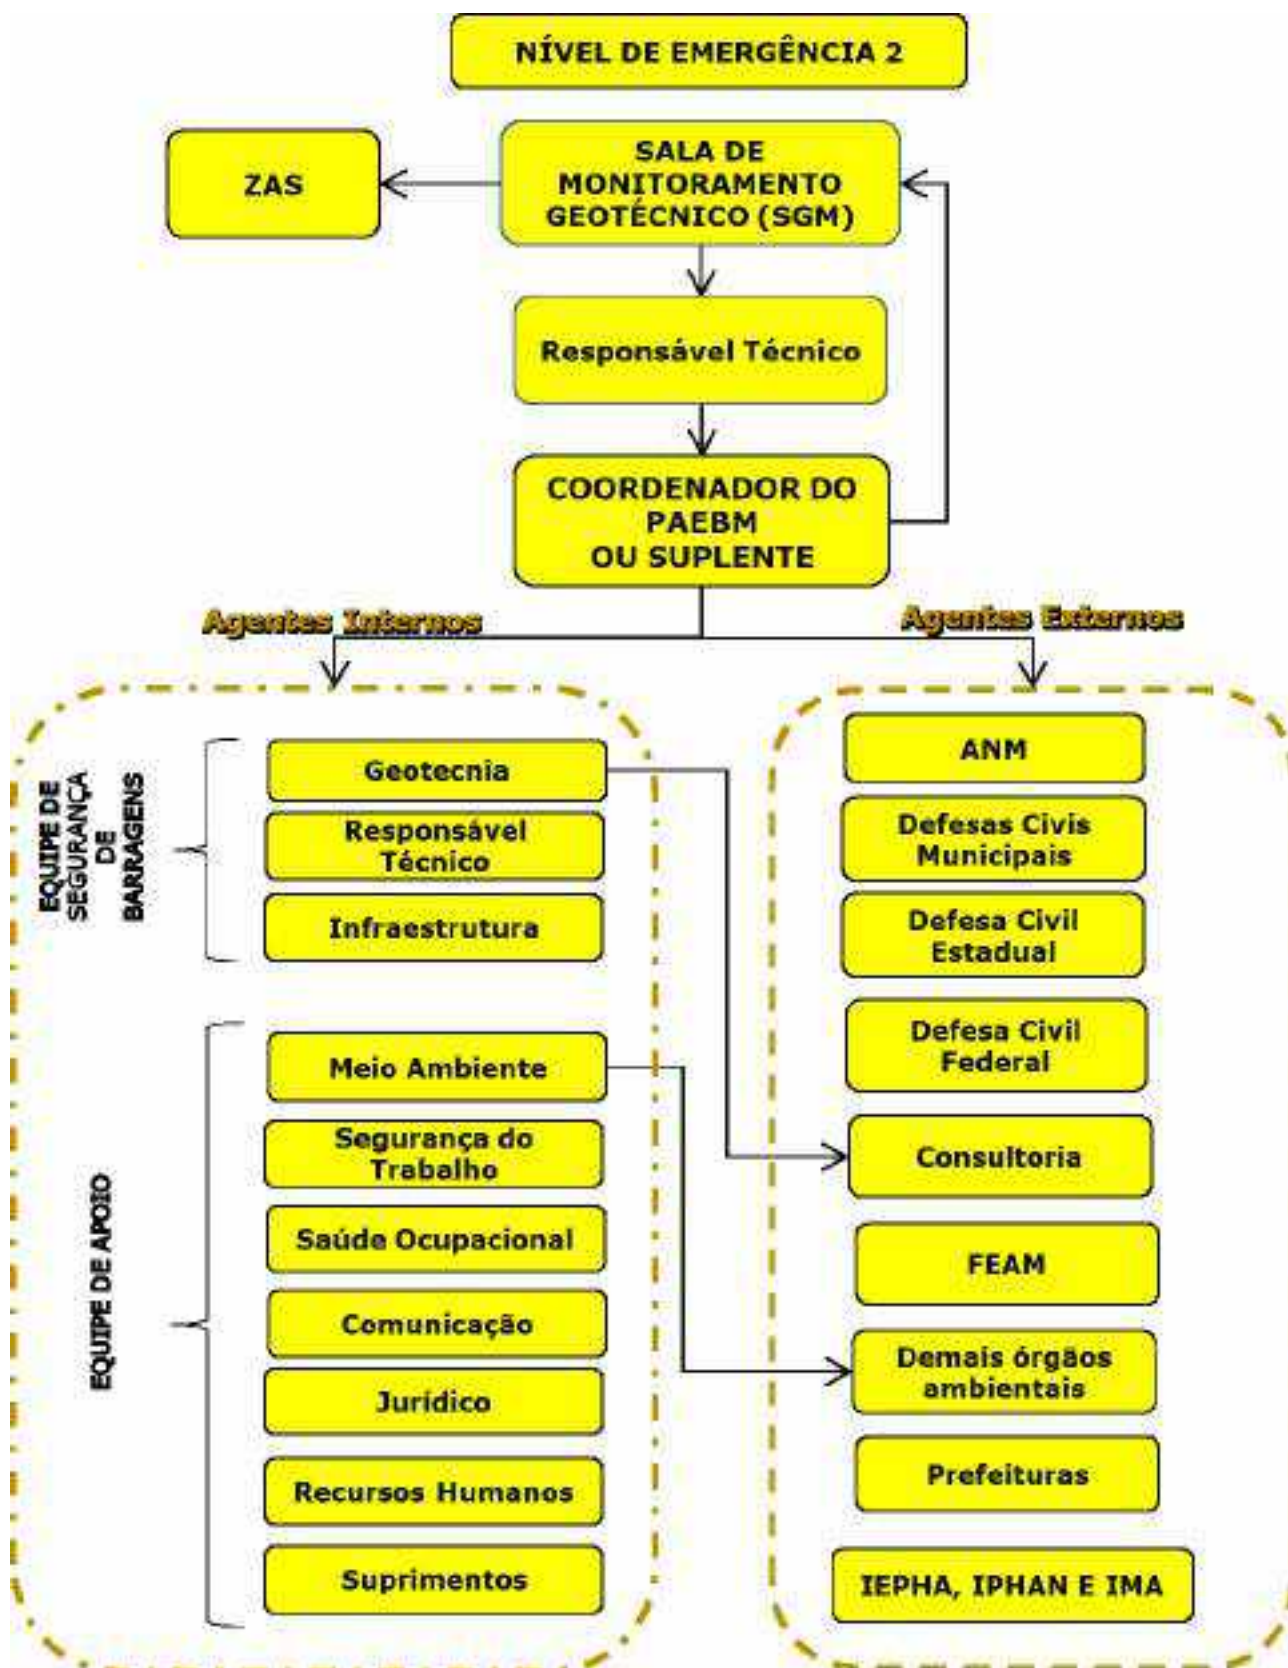 NÍVEL DE EMERGÊNCIA 2
ZAS
SALA DE
MONITORAMENTO
GEOTÉCNICO (SGM)
Responsável Técnico
COORDENADOR DO
PAEBM
OU SUPLENTE
Agentes Internos
Agentes Externos
EQUIPE DE
SEGURANÇA
DE
BARRAGENS
Geotecnia
Responsável
Técnico
Infraestrutura
EQUIPE DE APOIO
Meio Ambiente
Segurança do
Trabalho
Saúde Ocupacional
Comunicação
Jurídico
Recursos Humanos
Suprimentos
ANM
Defesas Civis
Municipais
Defesa Civil
Estadual
Defesa Civil
Federal
Consultoria
FEAM
Demais órgãos
ambientais
Prefeituras
IEPHA, IPHAN E IMA